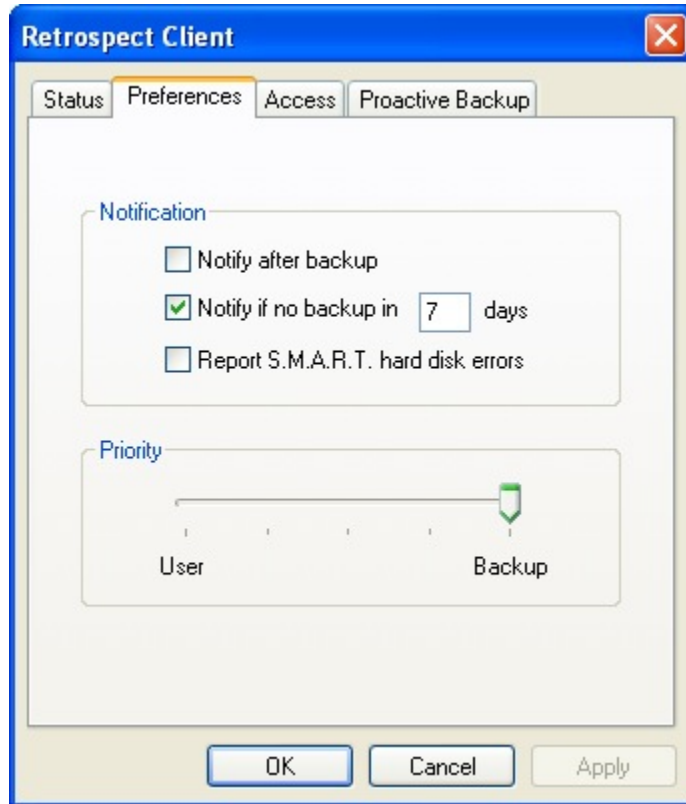 Retrospect Client
Status Preferences Access Proactive Backup
Notification
Notify after backup
Notify if no backup in 7 days
Report S.M.A.R.T. hard disk errors
Priority
User Backup
OK Cancel Apply